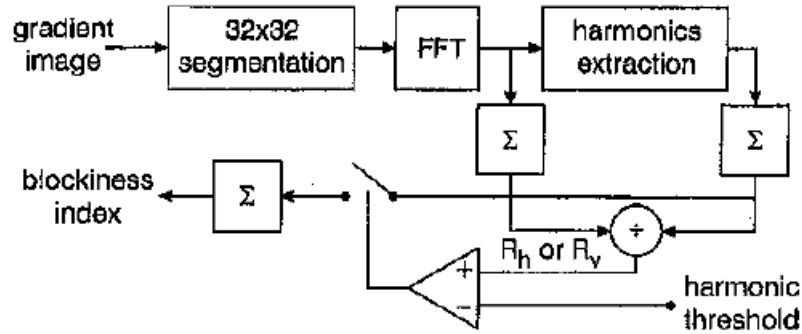 gradient
image
32x32
segmentation
FFT
harmonics
extraction
Σ
Σ
blockiness
index
Σ
÷
R_h or R_v
+
−
harmonic
threshold